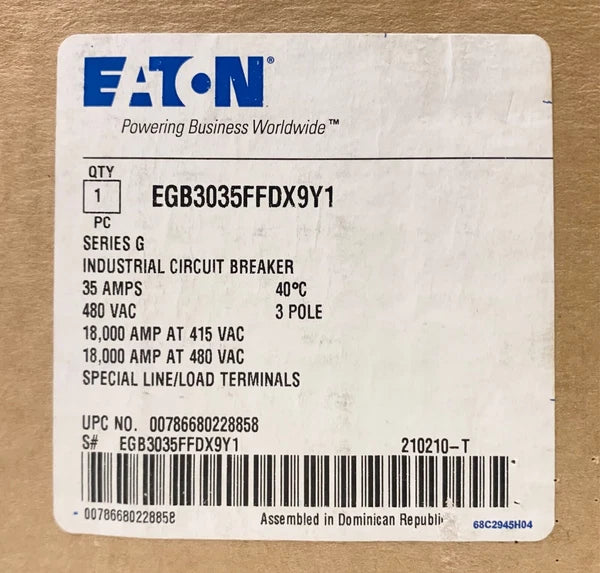 EATON®
Powering Business Worldwide™
QTY
1
PC
EGB3035FFDX9Y1
SERIES G
INDUSTRIAL CIRCUIT BREAKER
35 AMPS 40°C
480 VAC 3 POLE
18,000 AMP AT 415 VAC
18,000 AMP AT 480 VAC
SPECIAL LINE/LOAD TERMINALS
UPC NO. 00786680228858
S# EGB3035FFDX9Y1 210210-T
00786680228858 Assembled in Dominican Republi 68C2945H04